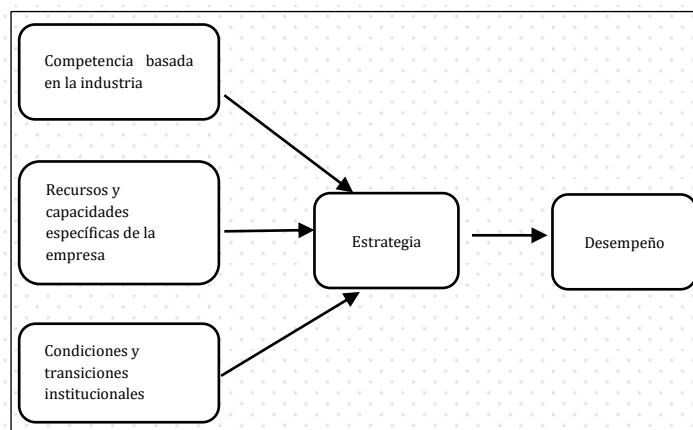 Competencia basada
en la industria
Recursos y
capacidades
específicas de la
empresa
Estrategia
Desempeño
Condiciones y
transiciones
institucionales